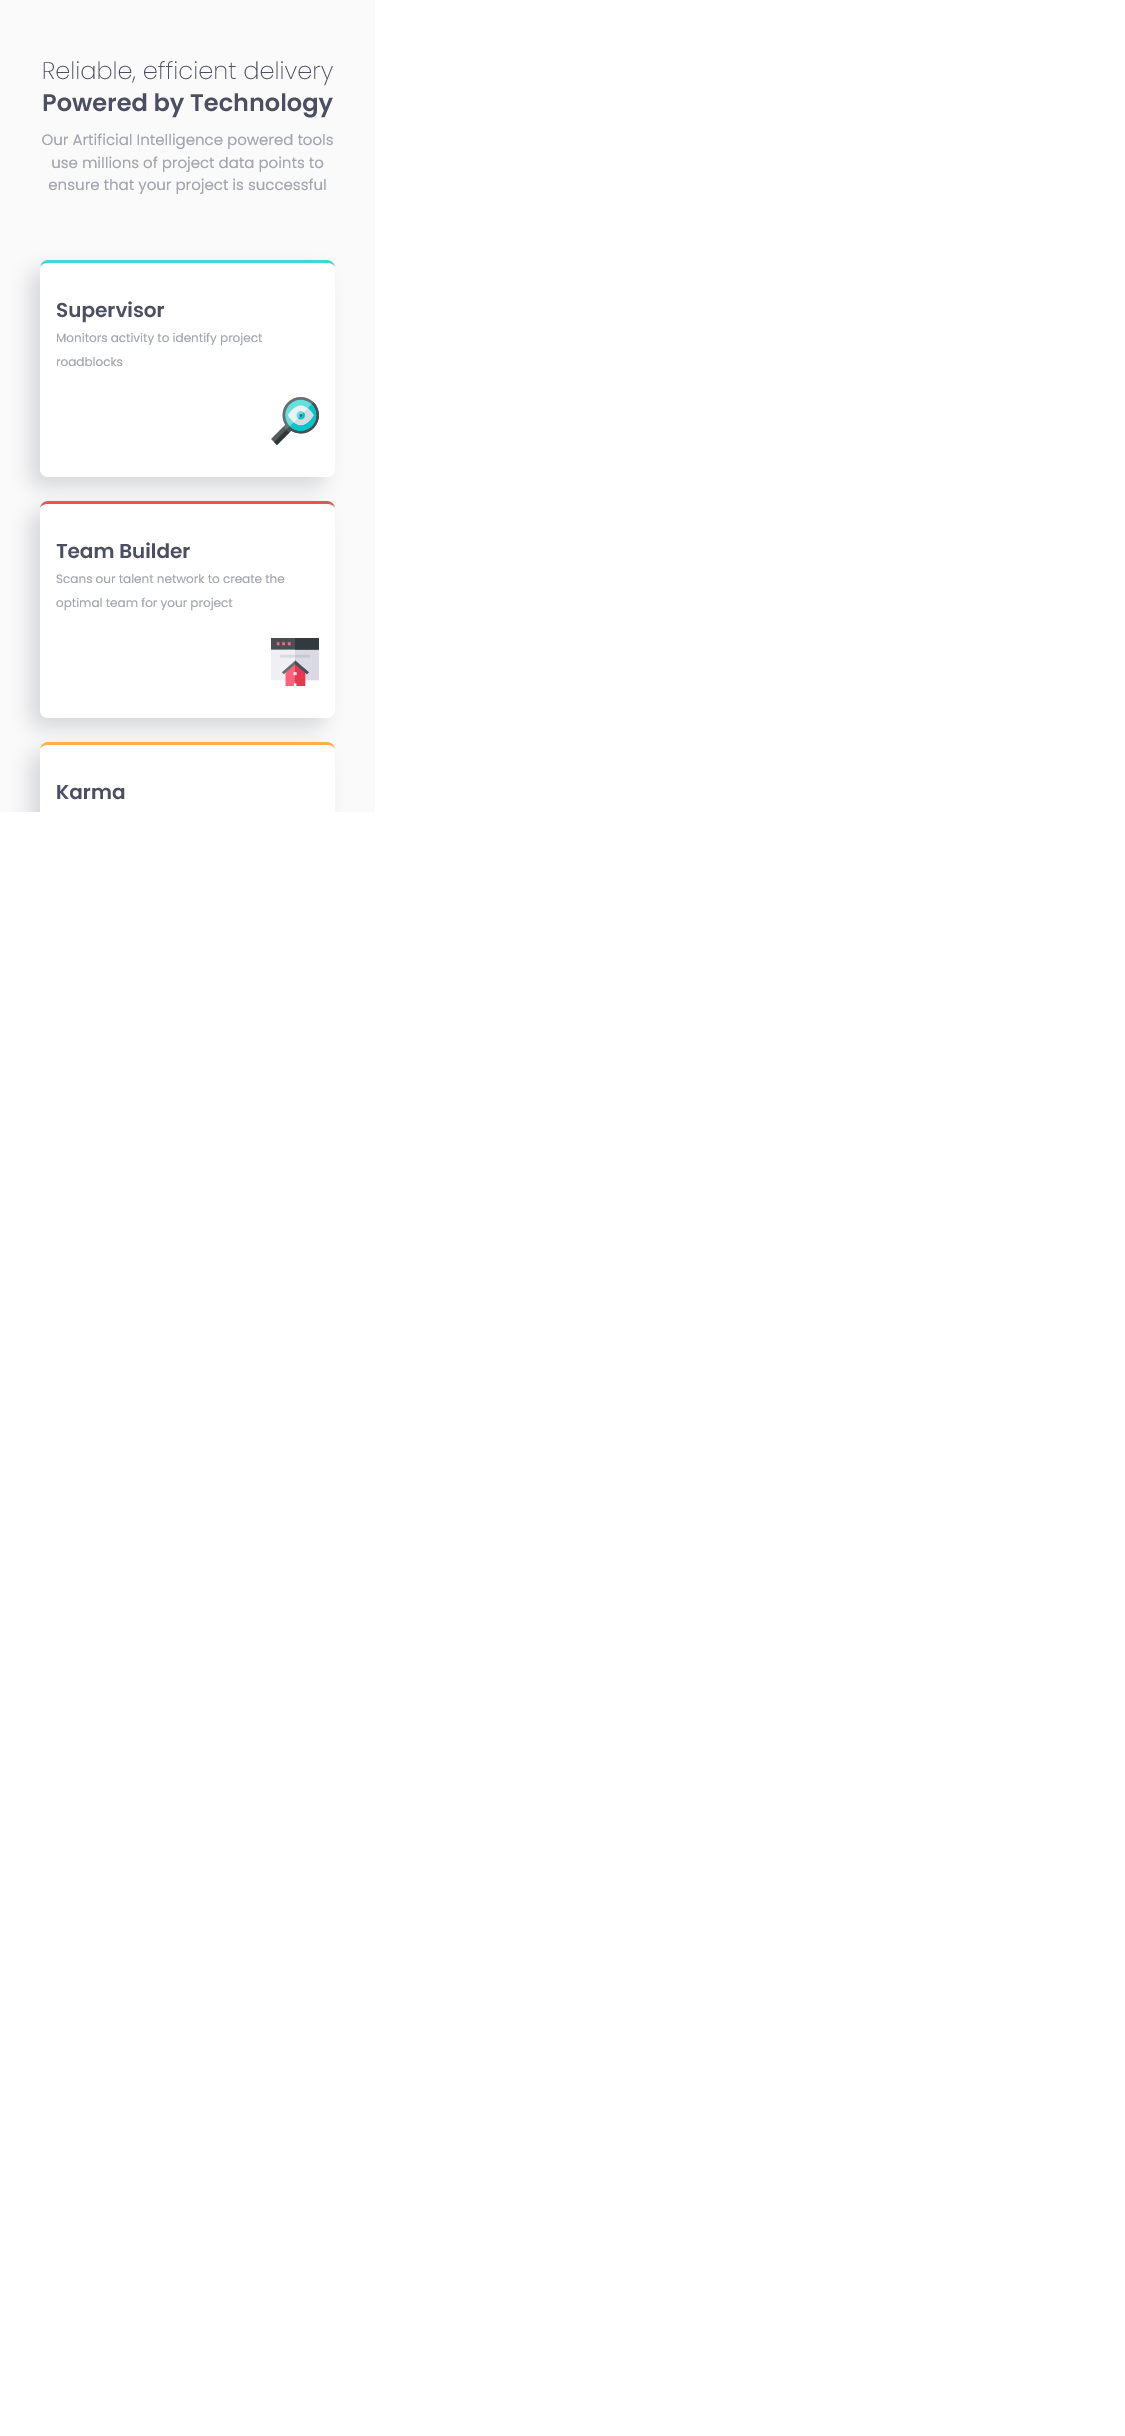 Reliable, efficient delivery
Powered by Technology
Our Artificial Intelligence powered tools
use millions of project data points to
ensure that your project is successful
Supervisor
Monitors activity to identify project
roadblocks
Team Builder
Scans our talent network to create the
optimal team for your project
Karma